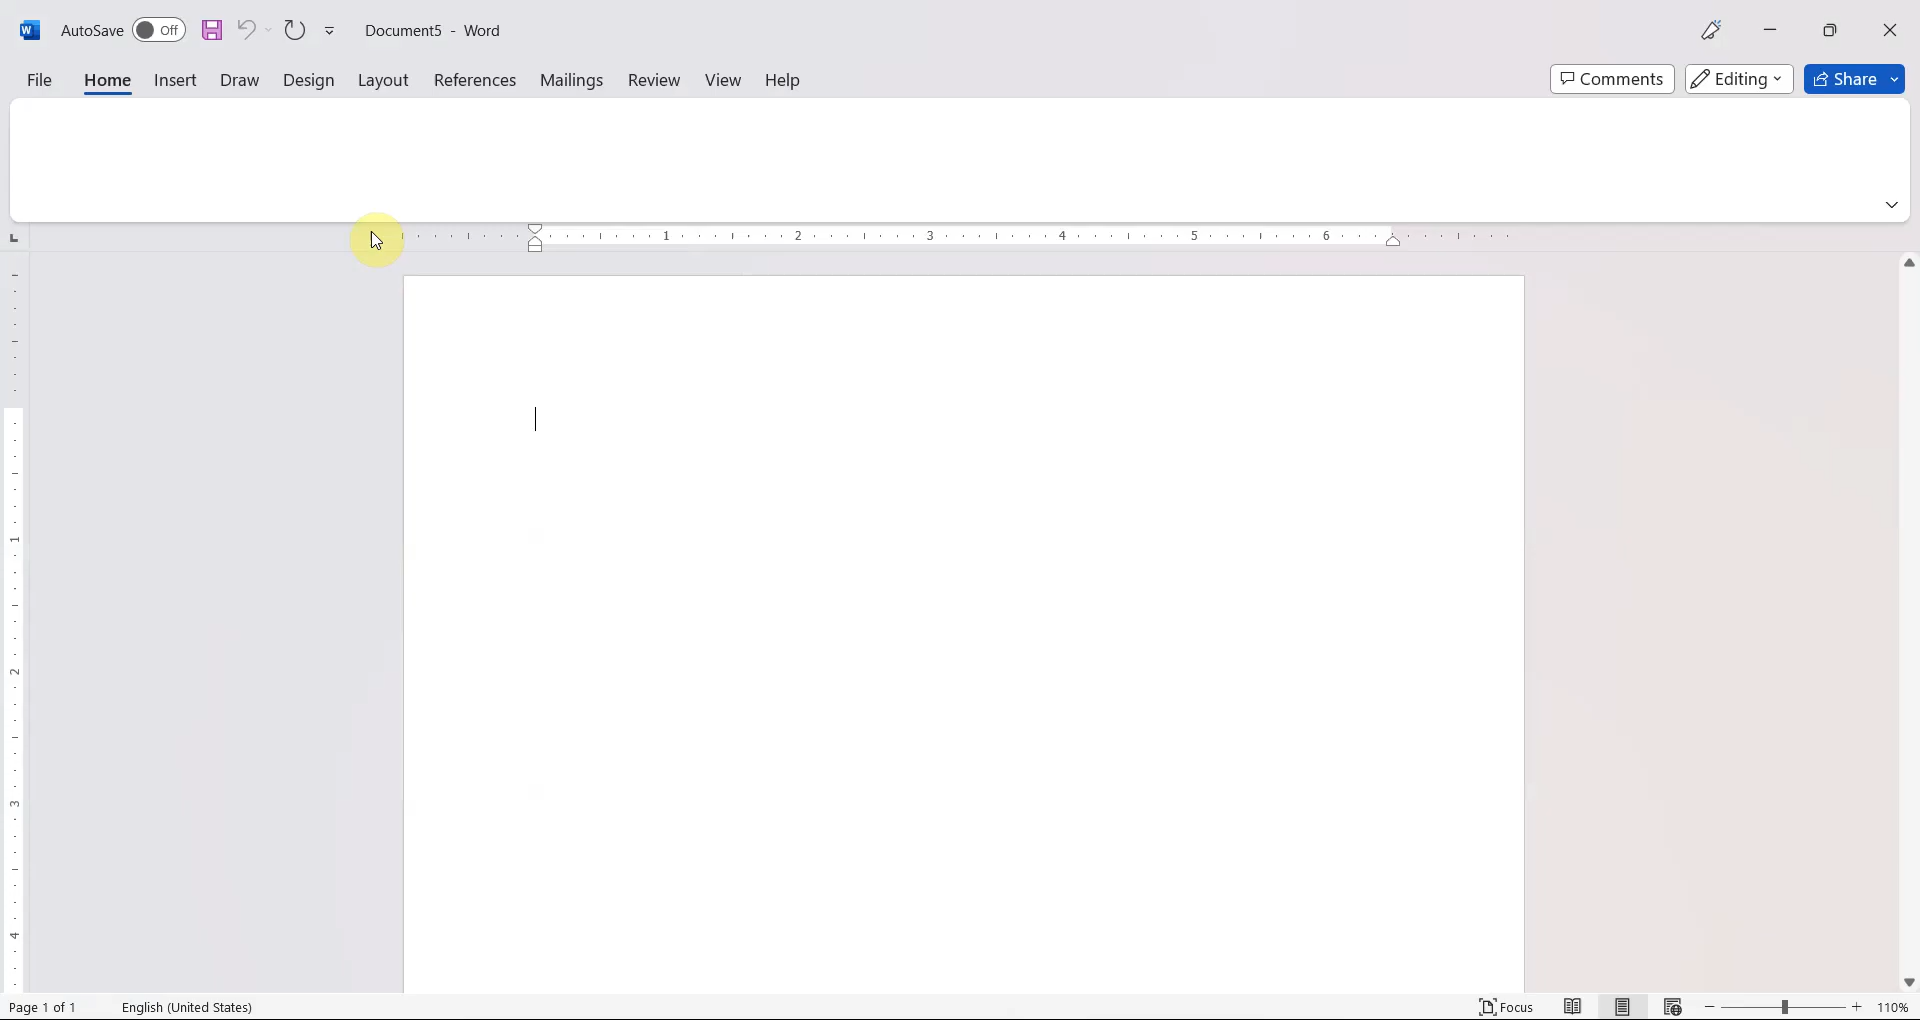 W AutoSave Off Document5 - Word
File Home Insert Draw Design Layout References Mailings Review View Help Comments Editing Share
1 2 3 4 5 6
1
2
3
4
Page 1 of 1 English (United States) Focus 110%